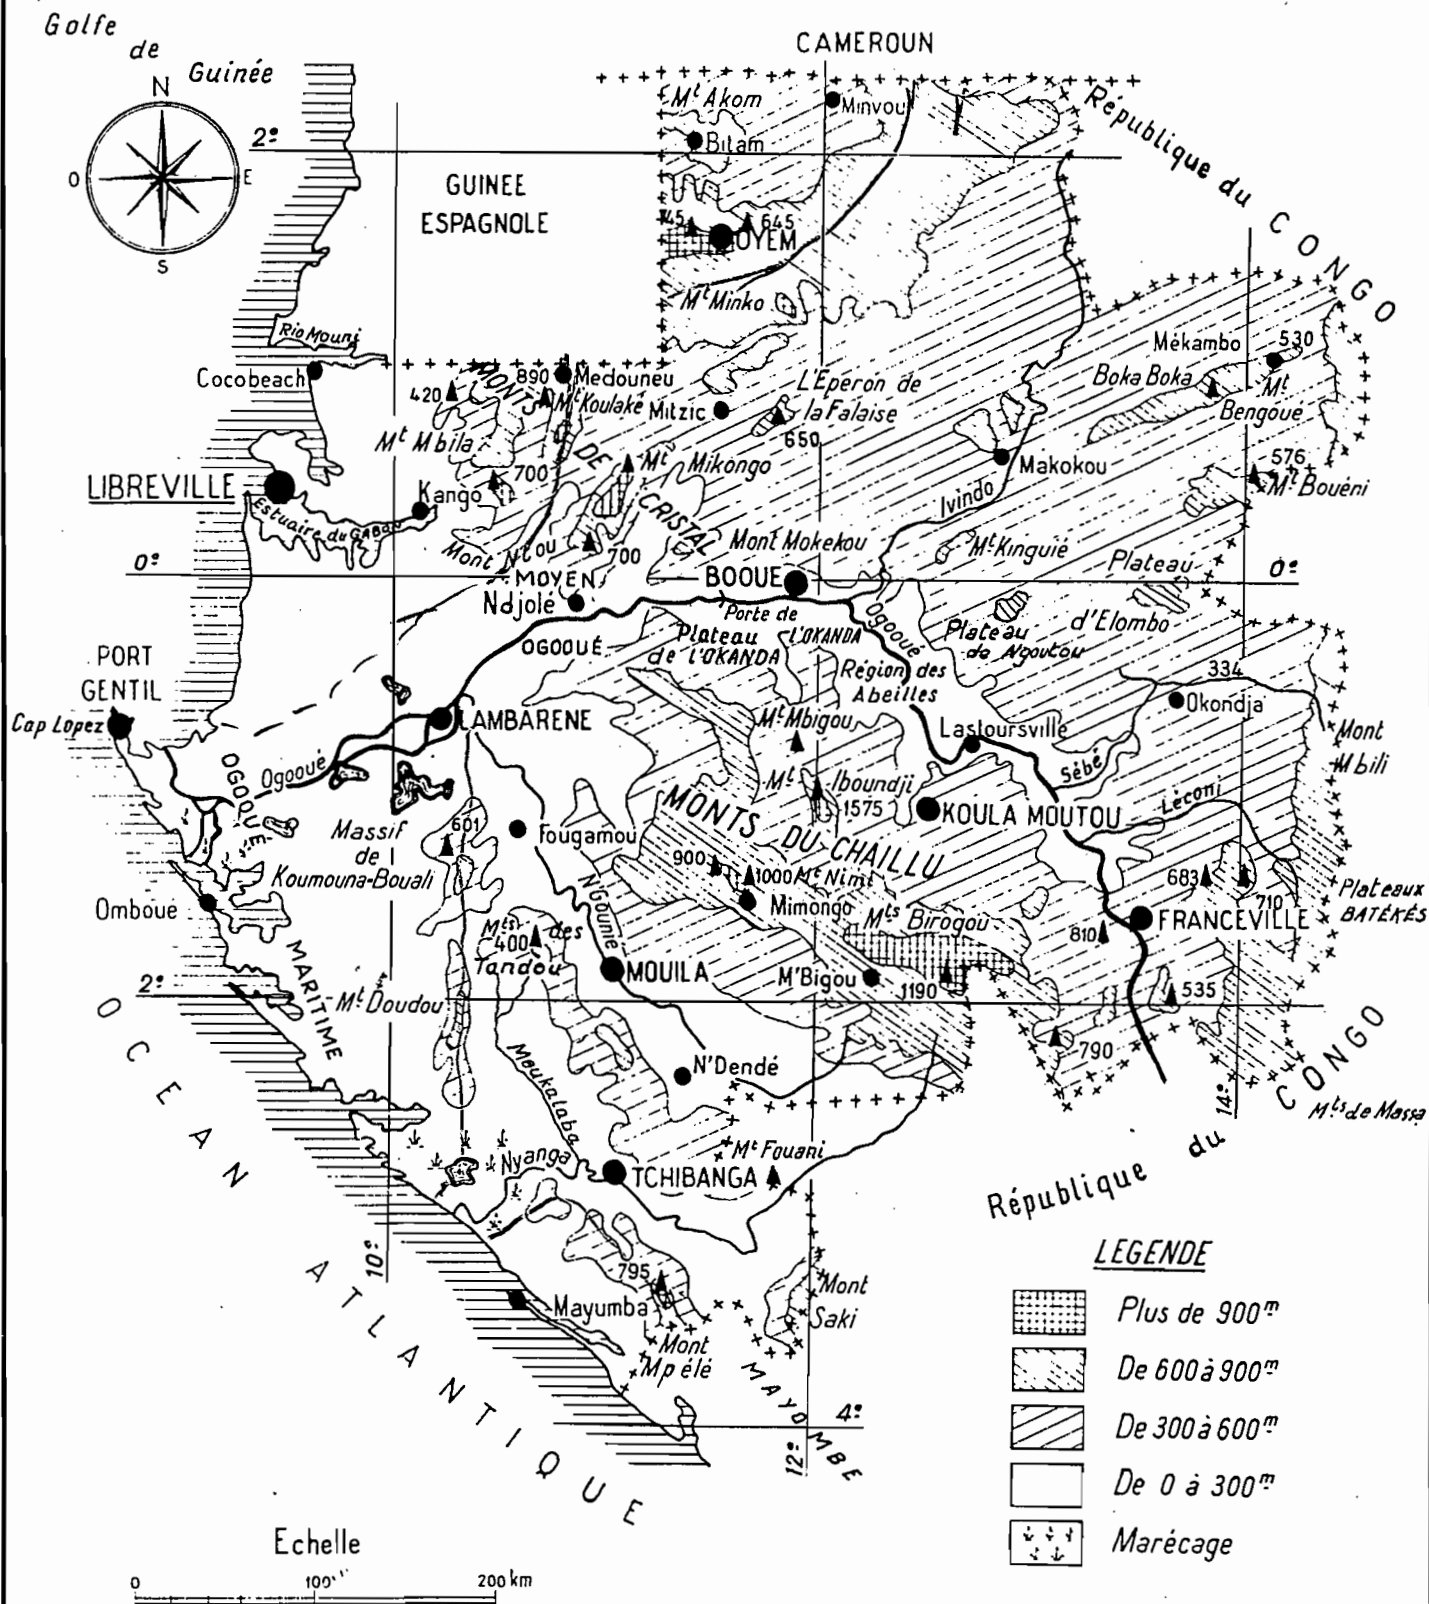 Golfe
de
Guinée
N
O
E
S
CAMEROUN
République du CONGO
2°
GUINEE
ESPAGNOLE
Mt Akom
Minvou
Bitam
645
OYEM
Mt Minko
Rio Mouni
Cocobeach
420
MONTS DE CRISTAL
890
Medouneu
Mt Koulaké
Mitzic
L'Eperon de
la Falaise
650
Mékambo
530
Boka Boka
Mt
Bengoue
Mt Mbila
700
Mt Mikongo
Makokou
576
Mt Bouéni
LIBREVILLE
Kango
Estuaire du GABON
Ivindo
Mont Ntou
700
Mont Mokekou
Mt Kinguié
Plateau
d'Elombo
0°
0°
MOYEN
Ndjole
BOOUE
Porte de
L'OKANDA
Ogooué
Plateau
de Ngoutou
OGOOUÉ
Plateau
de L'OKANDA
Région des
Abeilles
334
Okondja
PORT
GENTIL
Cap Lopez
LAMBARENE
Mt Mbigou
Lastoursville
Mont
Mbili
OGOOUE
MARITIME
Ogooué
Sébé
Mt Iboundji
1575
KOULA MOUTOU
Léconi
MONTS DU CHAILLU
Massif
de
Koumouna-Bouali
601
Fougamou
900
1000
Mt Nimi
Mimongo
683
710
Plateaux
BATÉKÉS
Omboué
Ngounie
Mts des
400
Tandou
Mts Birogou
810
FRANCEVILLE
MOUILA
M'Bigou
1190
535
2°
Mt Doudou
790
Moukalaba
N'Dendé
14°
CONGO
Mts de Massa
Mt Fouani
Nyanga
TCHIBANGA
République du
10°
795
Mayumba
Mont
Mpélé
Mont
Saki
MAYOMBE
4°
12°
OCEAN ATLANTIQUE
LEGENDE
Plus de 900m
De 600 à 900m
De 300 à 600m
De 0 à 300m
Marécage
Echelle
0
100
200 km